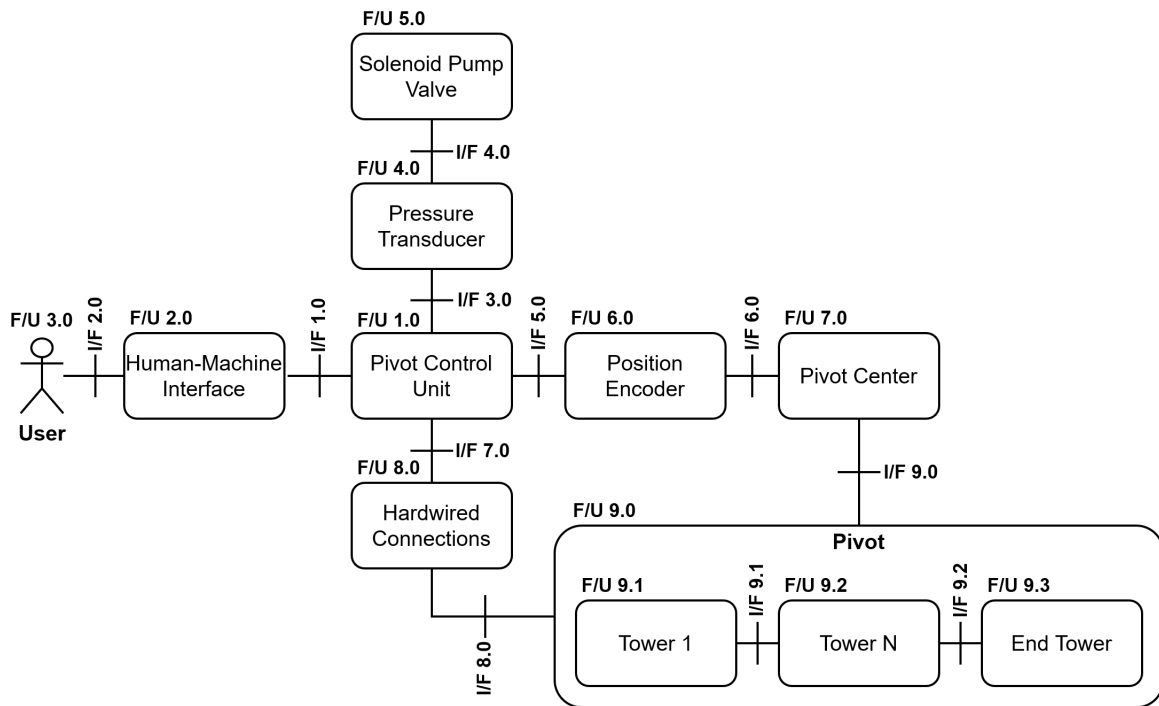 F/U 5.0
Solenoid Pump
Valve
I/F 4.0
F/U 4.0
Pressure
Transducer
I/F 3.0
F/U 3.0
User
I/F 2.0
F/U 2.0
Human-Machine
Interface
I/F 1.0
F/U 1.0
Pivot Control
Unit
I/F 5.0
F/U 6.0
Position
Encoder
I/F 6.0
F/U 7.0
Pivot Center
I/F 7.0
F/U 8.0
Hardwired
Connections
I/F 8.0
I/F 9.0
F/U 9.0
Pivot
F/U 9.1
Tower 1
I/F 9.1
F/U 9.2
Tower N
I/F 9.2
F/U 9.3
End Tower